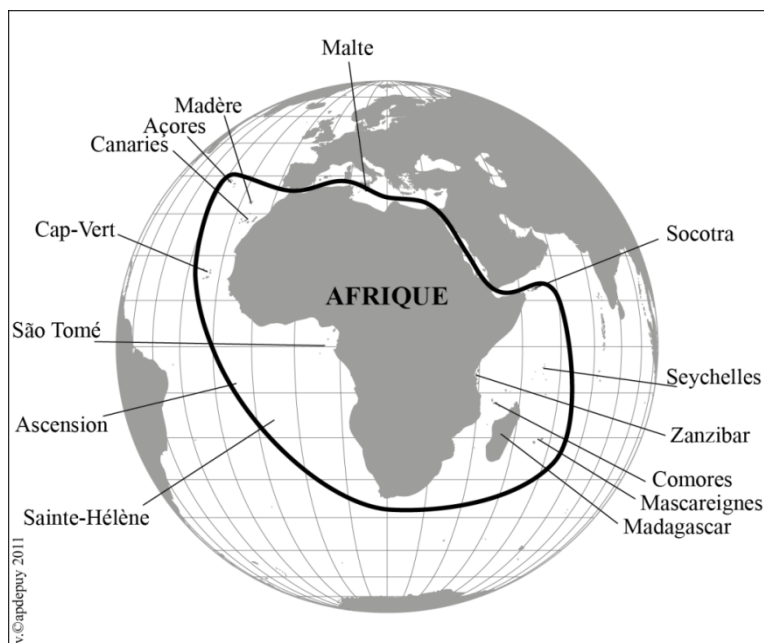 Malte
Madère
Açores
Canaries
Cap-Vert
Socotra
AFRIQUE
São Tomé
Seychelles
Ascension
Zanzibar
Comores
Sainte-Hélène
Mascareignes
Madagascar
v.©apdepuy 2011